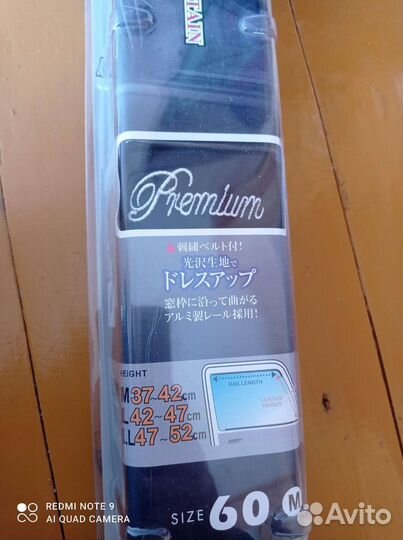 TAIN
Premium
刺繍ベルト付!
光沢生地で
ドレスアップ
窓枠に沿って曲がる
アルミ製レール採用!
HEIGHT
M 37~42cm
L 42~47cm
LL 47~52cm
RAIL LENGTH
CURTAIN HEIGHT
SIZE 60 M
REDMI NOTE 9
AI QUAD CAMERA
Avito